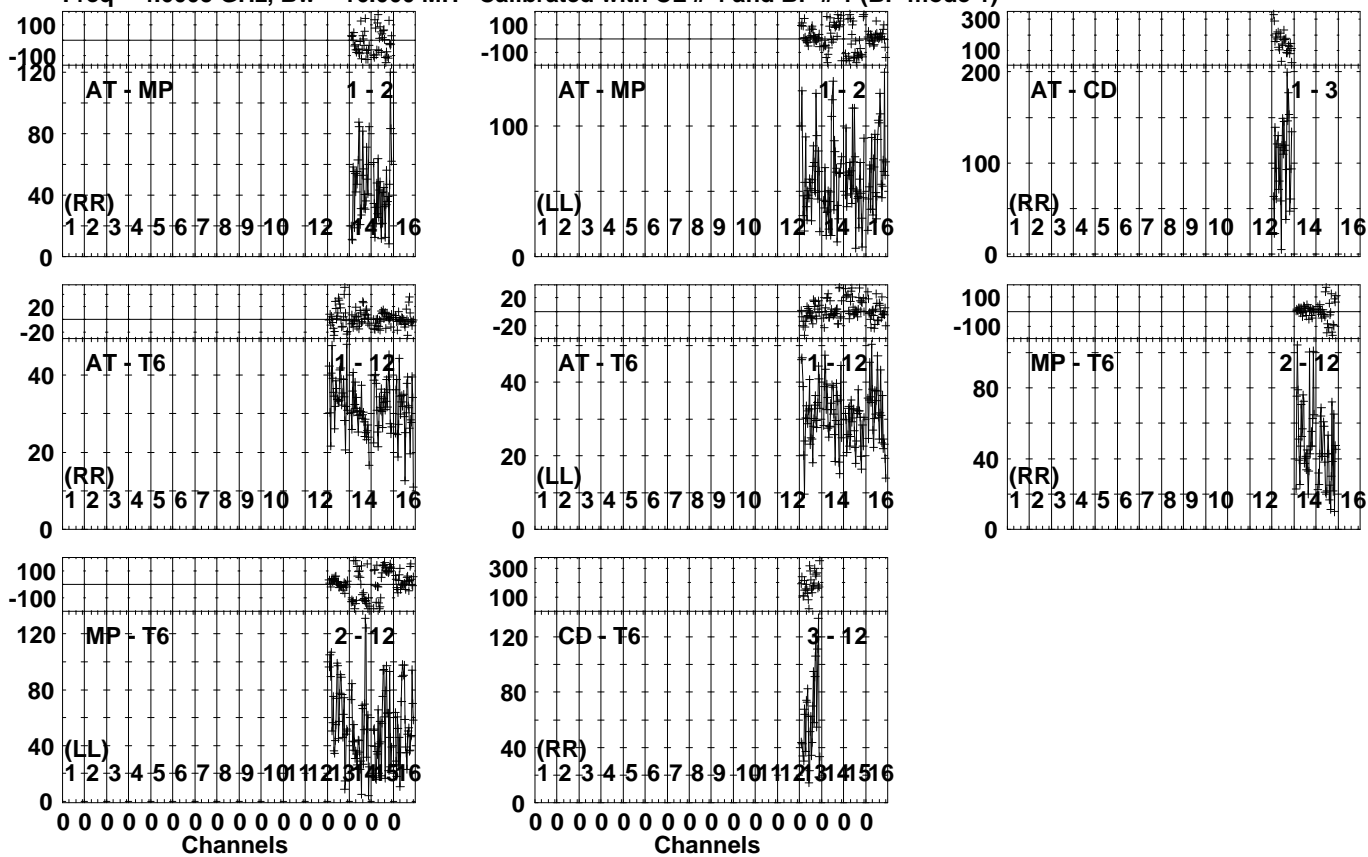 100 100 300
-100 -100 100
120 AT - MP 1 - 2 AT - MP 1 - 2 200 AT - CD 1 - 3
80 100 100
40
(RR) (LL) (RR)
1 2 3 4 5 6 7 8 9 10 12 14 16 1 2 3 4 5 6 7 8 9 10 12 14 16 1 2 3 4 5 6 7 8 9 10 12 14 16
0 0 0
20 20 100
-20 -20 -100
AT - T6 1 - 12 AT - T6 1 - 12 MP - T6 2 - 12
40 40 80
20 20 40
(RR) (LL) (RR)
1 2 3 4 5 6 7 8 9 10 12 14 16 1 2 3 4 5 6 7 8 9 10 12 14 16 1 2 3 4 5 6 7 8 9 10 12 14 16
0 0 0
100 300
-100 100
120 MP - T6 2 - 12 120 CD - T6 3 - 12
80 80
40 (LL) 40 (RR)
1 2 3 4 5 6 7 8 9 10 11 12 13 14 15 16 1 2 3 4 5 6 7 8 9 10 11 12 13 14 15 16
0 0
0 0 0 0 0 0 0 0 0 0 0 0 0 0 0 0 0 0 0 0 0 0 0 0 0 0 0 0 0 0 0 0
Channels Channels